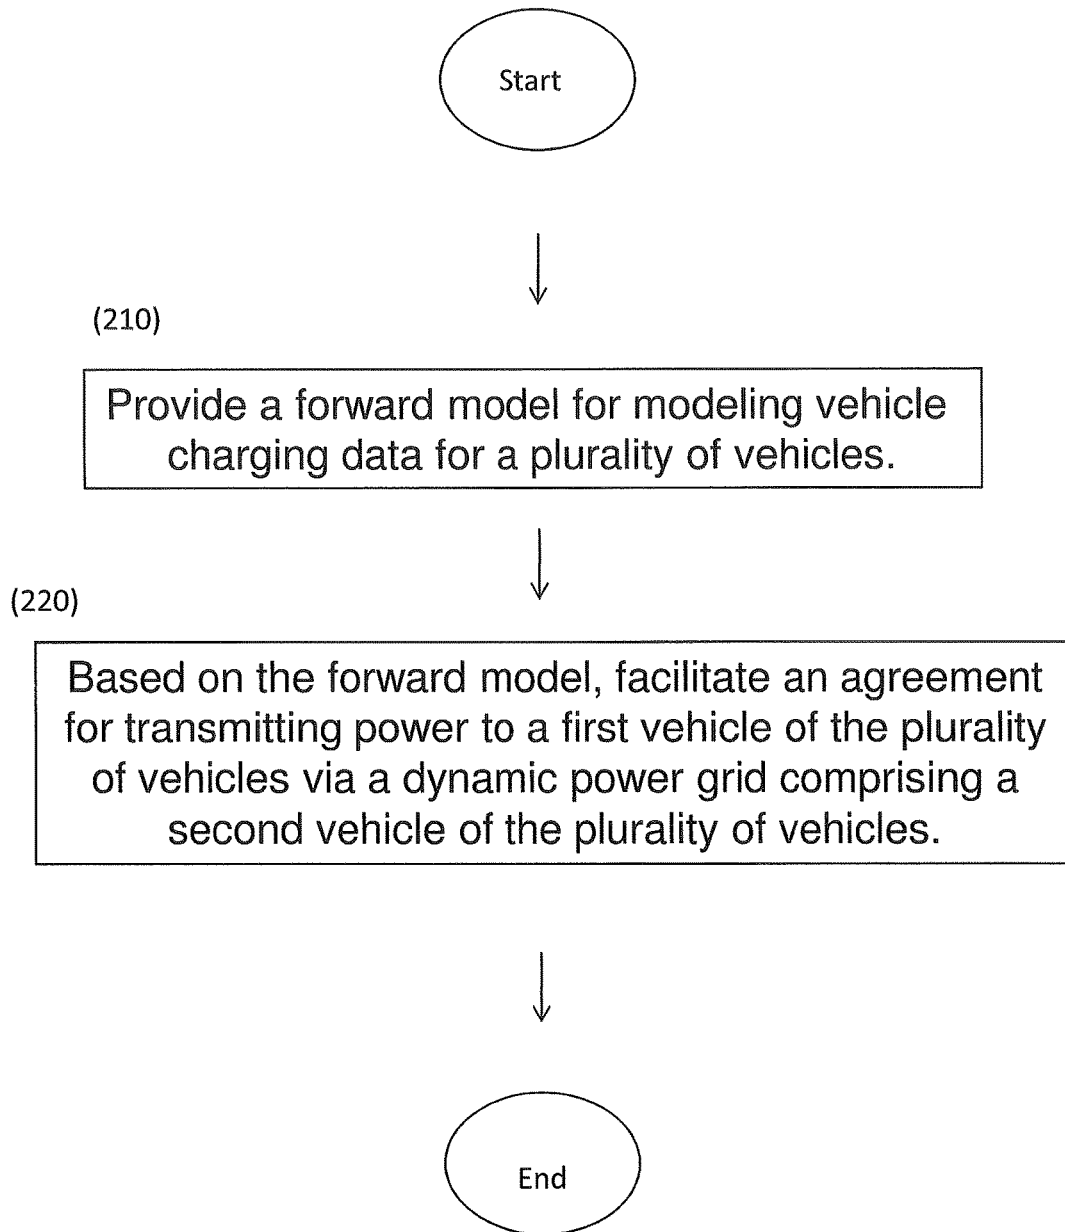 Start
(210)
Provide a forward model for modeling vehicle
charging data for a plurality of vehicles.
(220)
Based on the forward model, facilitate an agreement
for transmitting power to a first vehicle of the plurality
of vehicles via a dynamic power grid comprising a
second vehicle of the plurality of vehicles.
End